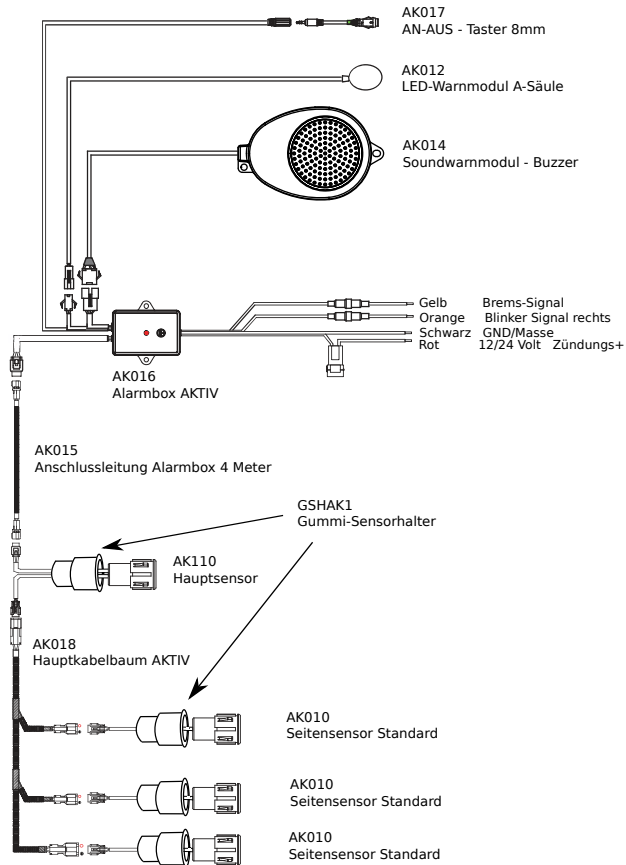 AK017
AN-AUS - Taster 8mm
AK012
LED-Warnmodul A-Säule
AK014
Soundwarnmodul - Buzzer
Gelb Brems-Signal
Orange Blinker Signal rechts
Schwarz GND/Masse
Rot 12/24 Volt Zündungs+
AK016
Alarmbox AKTIV
AK015
Anschlussleitung Alarmbox 4 Meter
GSHAK1
Gummi-Sensorhalter
AK110
Hauptsensor
AK018
Hauptkabelbaum AKTIV
AK010
Seitensensor Standard
AK010
Seitensensor Standard
AK010
Seitensensor Standard